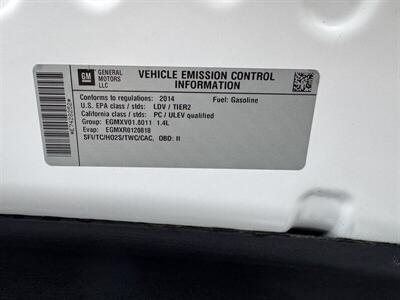 GM
GENERAL MOTORS LLC
VEHICLE EMISSION CONTROL INFORMATION
Conforms to regulations: 2014 Fuel: Gasoline
U.S. EPA class / stds: LDV / TIER2
California class / stds: PC / ULEV qualified
Group: EGMXV01.8011 1.4L
Evap: EGMXR0120818
SFI/TC/HO2S/TWC/CAC, OBD: II